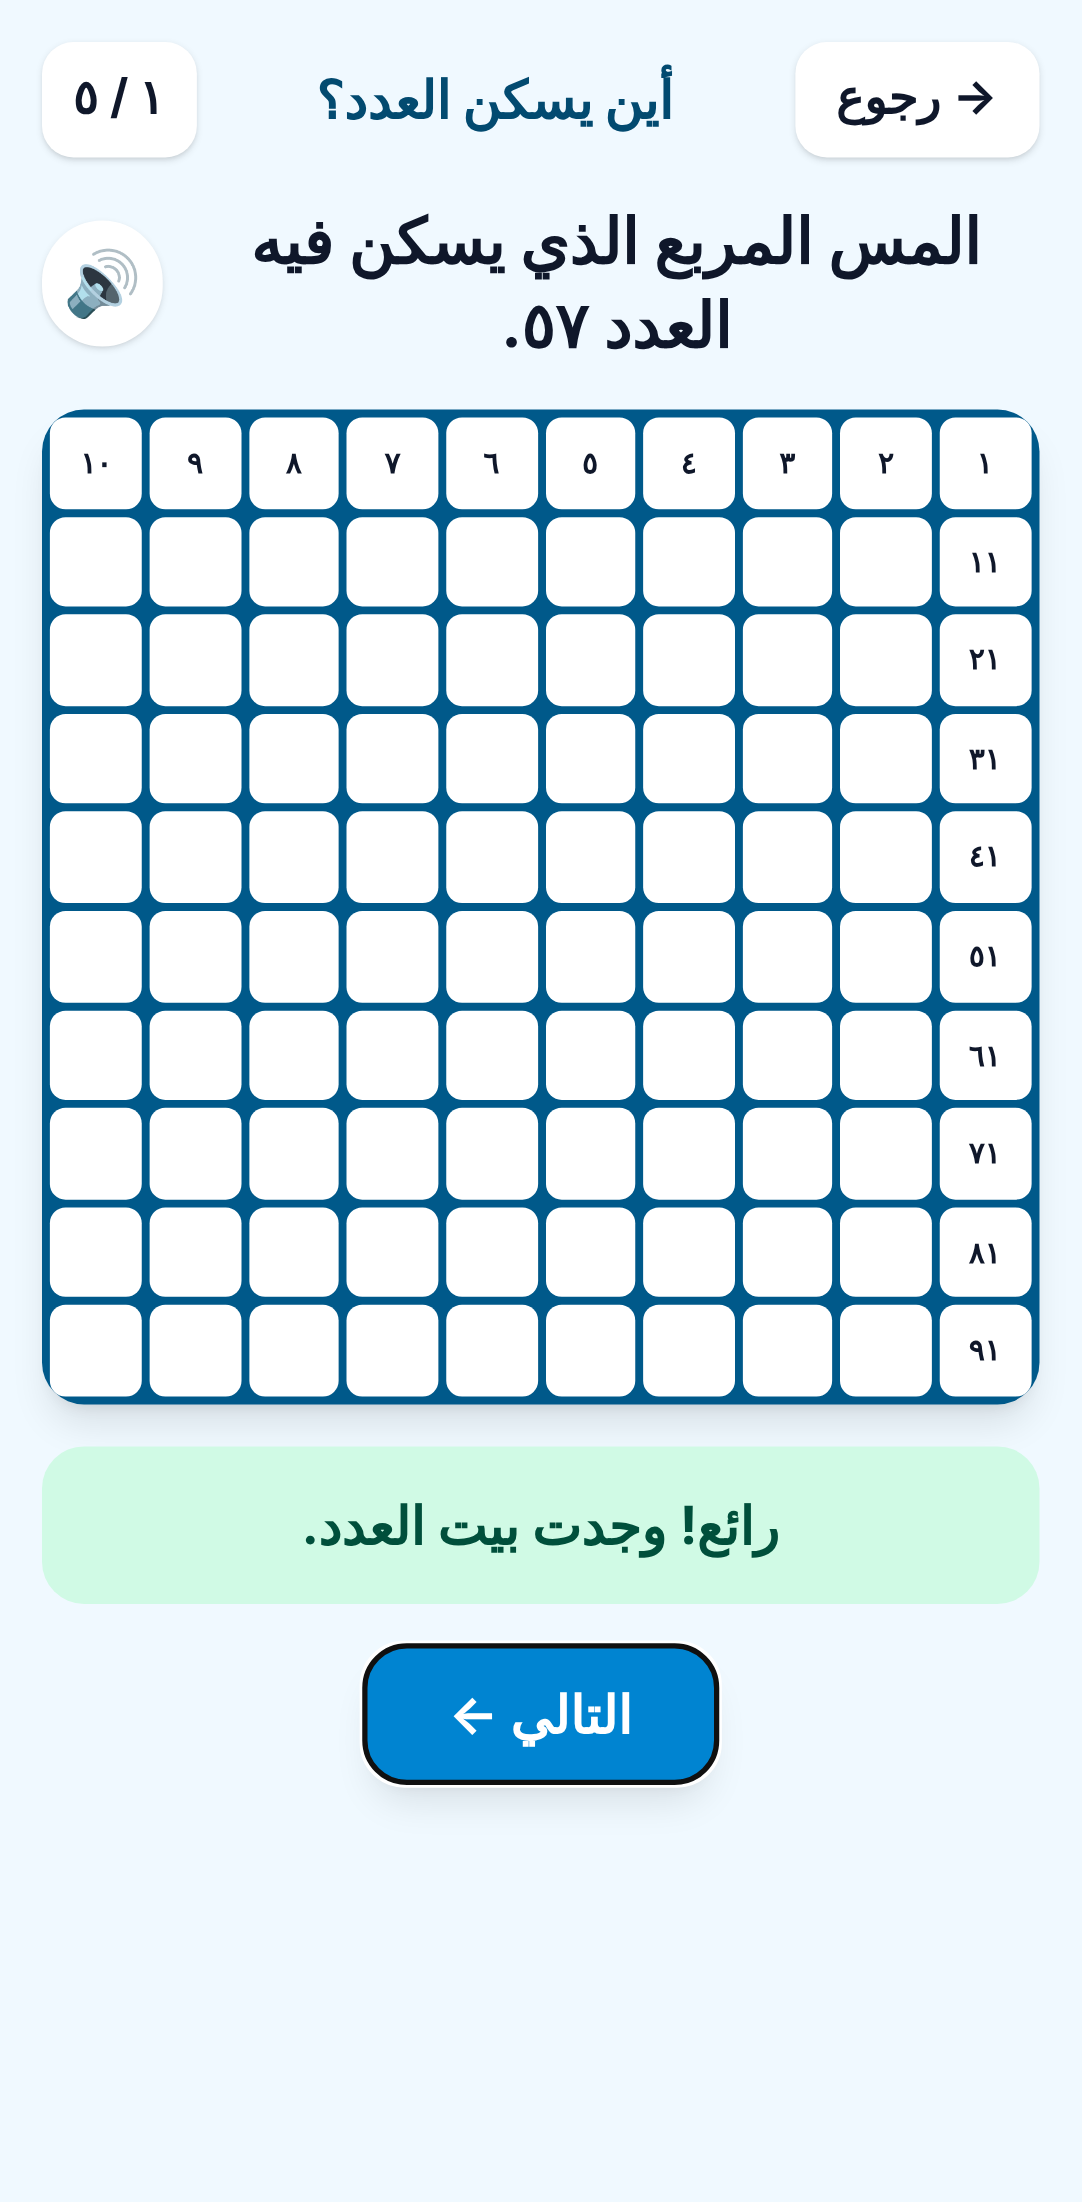 → رجوع
أين يسكن العدد؟
١ / ٥
المس المربع الذي يسكن فيه
العدد ٥٧.
١ ٢ ٣ ٤ ٥ ٦ ٧ ٨ ٩ ١٠
١١
٢١
٣١
٤١
٥١
٦١
٧١
٨١
٩١
رائع! وجدت بيت العدد.
التالي ←